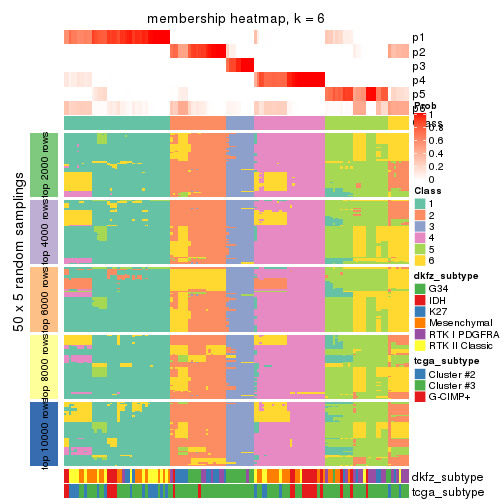 membership heatmap, k = 6
p1
p2
p3
p4
p5
Prob
1
0.8
0.6
0.4
0.2
0
Class
1
2
3
4
5
6
dkfz_subtype
G34
IDH
K27
Mesenchymal
RTK I PDGFRA
RTK II Classic
tcga_subtype
Cluster #2
Cluster #3
G-CIMP+
50 x 5 random samplings
top 2000 rows
top 4000 rows
top 6000 rows
top 8000 rows
top 10000 rows
dkfz_subtype
tcga_subtype